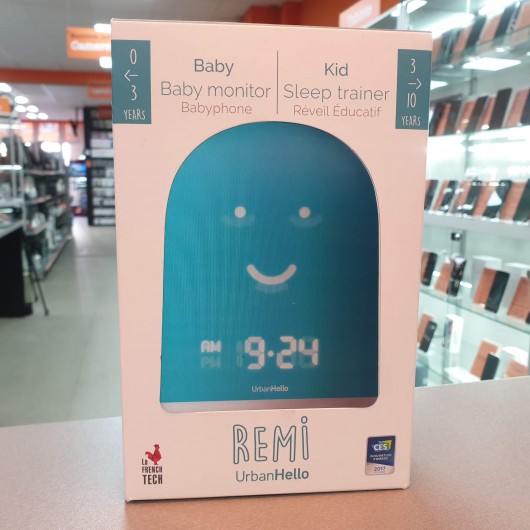 0
3
YEARS
Baby
Baby monitor
Babyphone
Kid
Sleep trainer
Réveil Éducatif
3
10
YEARS
AM
PM
9:24
UrbanHello
REMi
UrbanHello
La
FRENCH
TECH
CES
2017